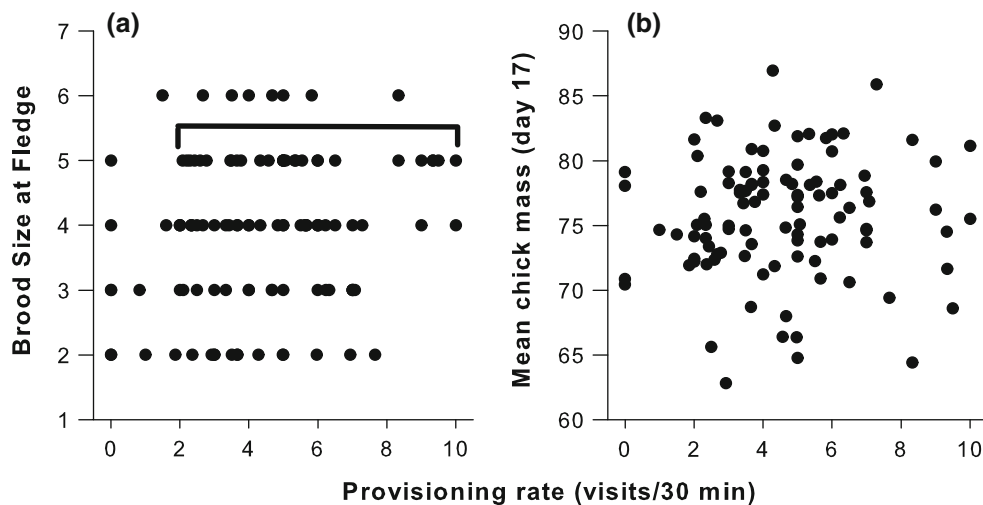 (a)
Brood Size at Fledge
7
6
5
4
3
2
1
0 2 4 6 8 10
(b)
Mean chick mass (day 17)
90
85
80
75
70
65
60
0 2 4 6 8 10
Provisioning rate (visits/30 min)